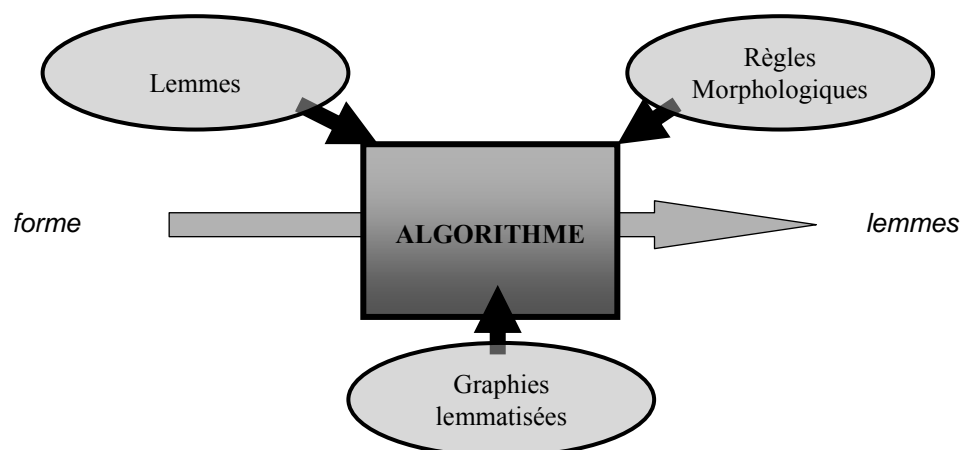 Lemmes
Règles
Morphologiques
forme
ALGORITHME
lemmes
Graphies
lemmatisées